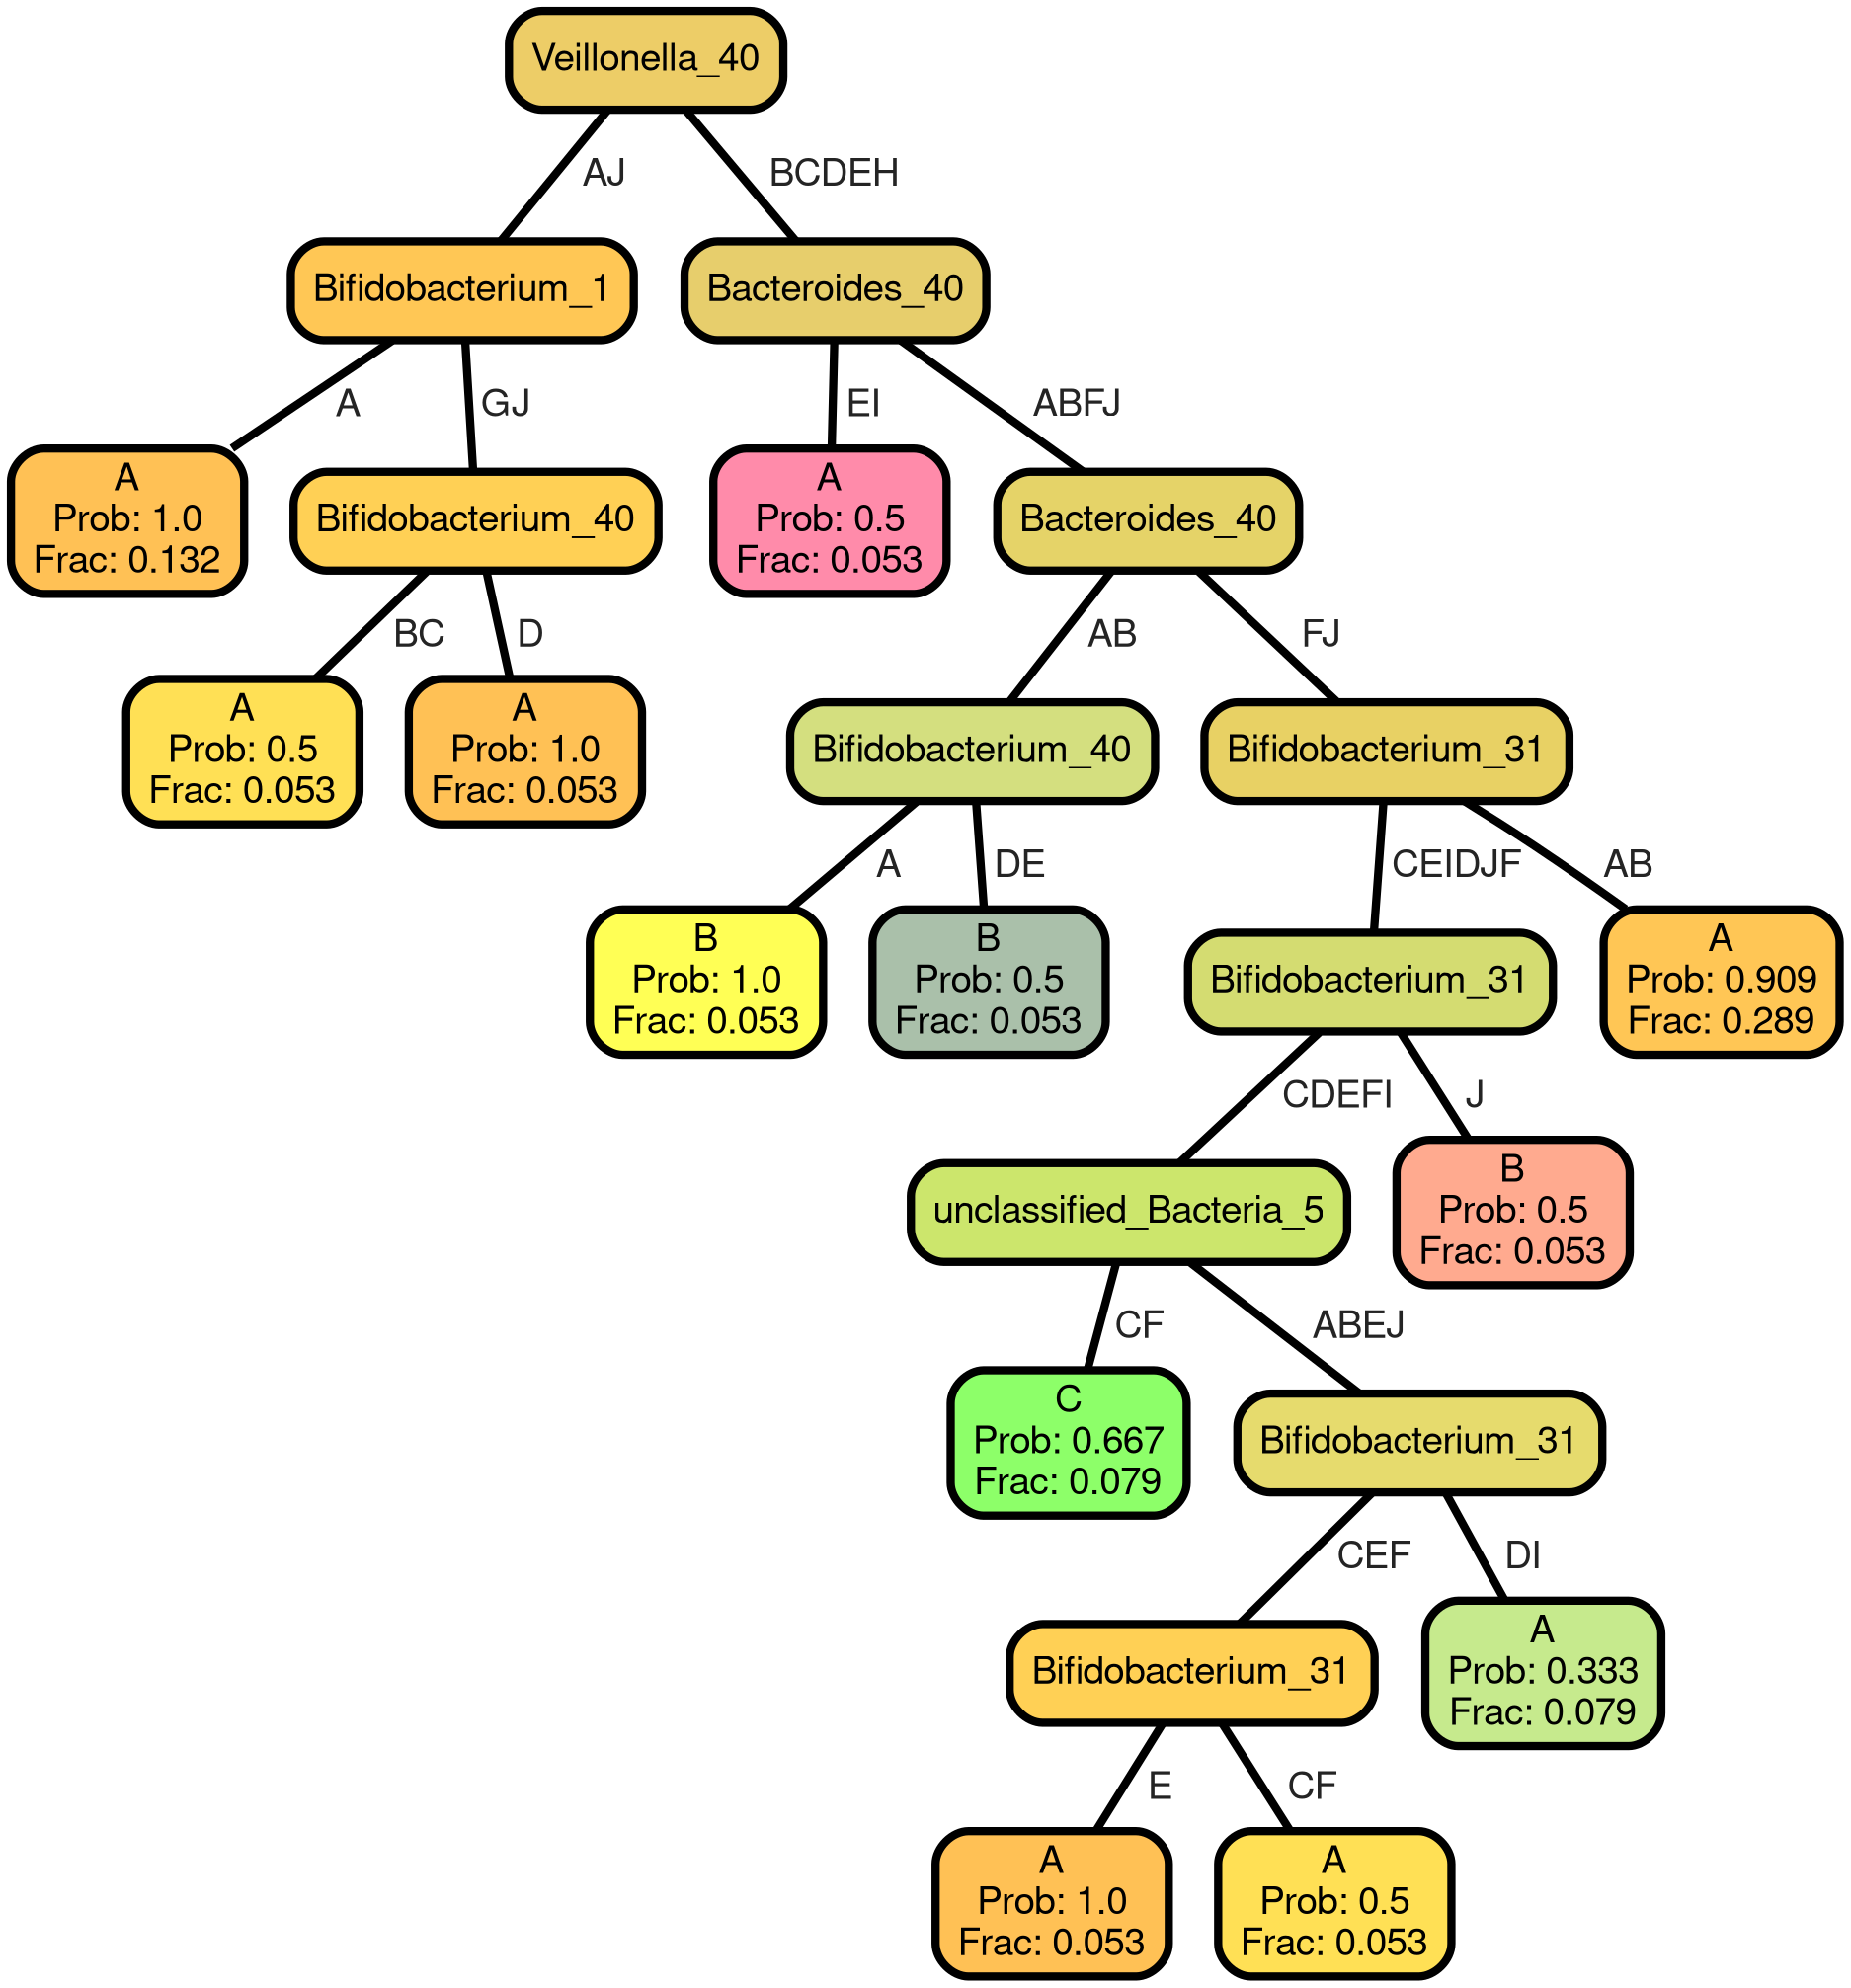 Veillonella_40
AJ
BCDEH
Bifidobacterium_1
Bacteroides_40
A
GJ
EI
ABFJ
A
Prob: 1.0
Frac: 0.132
Bifidobacterium_40
A
Prob: 0.5
Frac: 0.053
Bacteroides_40
BC
D
AB
FJ
A
Prob: 0.5
Frac: 0.053
A
Prob: 1.0
Frac: 0.053
Bifidobacterium_40
Bifidobacterium_31
A
DE
CEIDJF
AB
B
Prob: 1.0
Frac: 0.053
B
Prob: 0.5
Frac: 0.053
Bifidobacterium_31
A
Prob: 0.909
Frac: 0.289
CDEFI
J
unclassified_Bacteria_5
B
Prob: 0.5
Frac: 0.053
CF
ABEJ
C
Prob: 0.667
Frac: 0.079
Bifidobacterium_31
CEF
DI
Bifidobacterium_31
A
Prob: 0.333
Frac: 0.079
E
CF
A
Prob: 1.0
Frac: 0.053
A
Prob: 0.5
Frac: 0.053